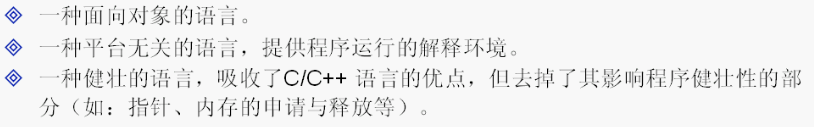 一种面向对象的语言。
一种平台无关的语言，提供程序运行的解释环境。
一种健壮的语言，吸收了C/C++ 语言的优点，但去掉了其影响程序健壮性的部
分（如：指针、内存的申请与释放等）。